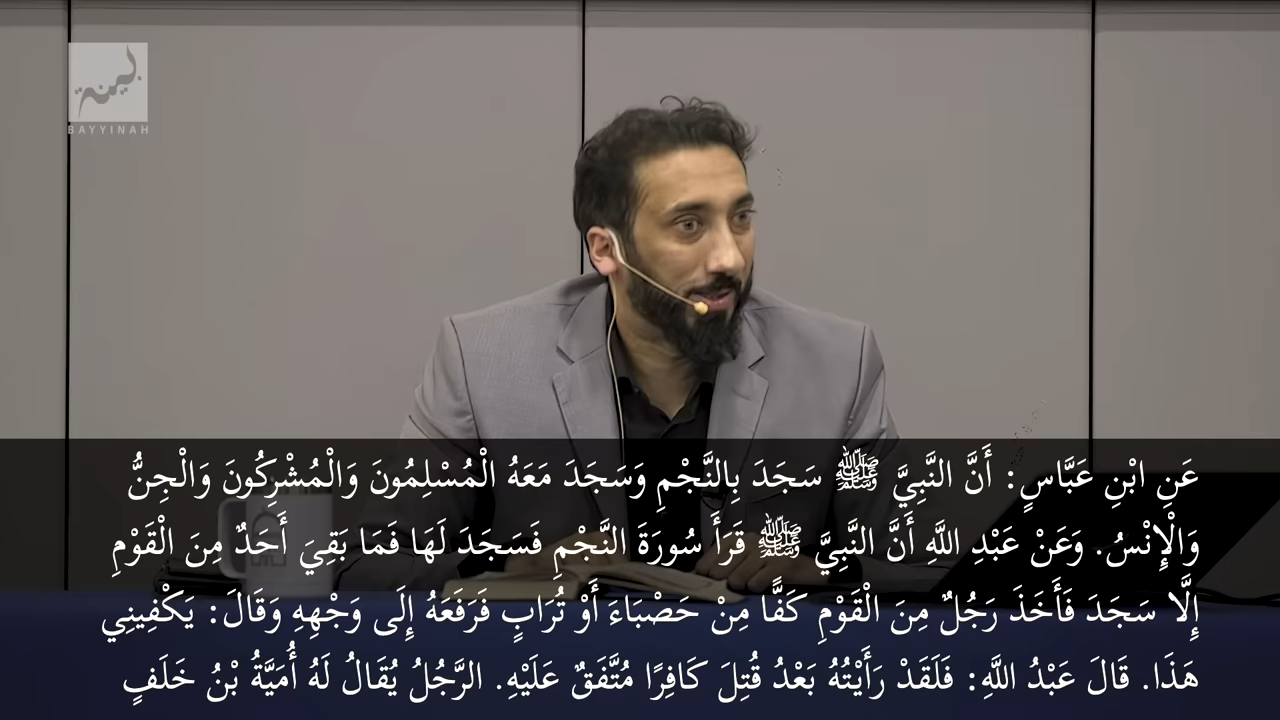 بينة
BAYYINAH
عَنِ ابْنِ عَبَّاسٍ: أَنَّ النَّبِيَّ ﷺ سَجَدَ بِالنَّجْمِ وَسَجَدَ مَعَهُ الْمُسْلِمُونَ وَالْمُشْرِكُونَ وَالْجِنُّ
وَالْإِنْسُ. وَعَنْ عَبْدِ اللَّهِ أَنَّ النَّبِيَّ ﷺ قَرَأَ سُورَةَ النَّجْمِ فَسَجَدَ لَهَا فَمَا بَقِيَ أَحَدٌ مِنَ الْقَوْمِ
إِلَّا سَجَدَ فَأَخَذَ رَجُلٌ مِنَ الْقَوْمِ كَفًّا مِنْ حَصْبَاءَ أَوْ تُرَابٍ فَرَفَعَهُ إِلَى وَجْهِهِ وَقَالَ: يَكْفِينِي
هَذَا. قَالَ عَبْدُ اللَّهِ: فَلَقَدْ رَأَيْتُهُ بَعْدُ قُتِلَ كَافِرًا مُتَّفَقٌ عَلَيْهِ. الرَّجُلُ يُقَالُ لَهُ أُمَيَّةُ بْنُ خَلَفٍ